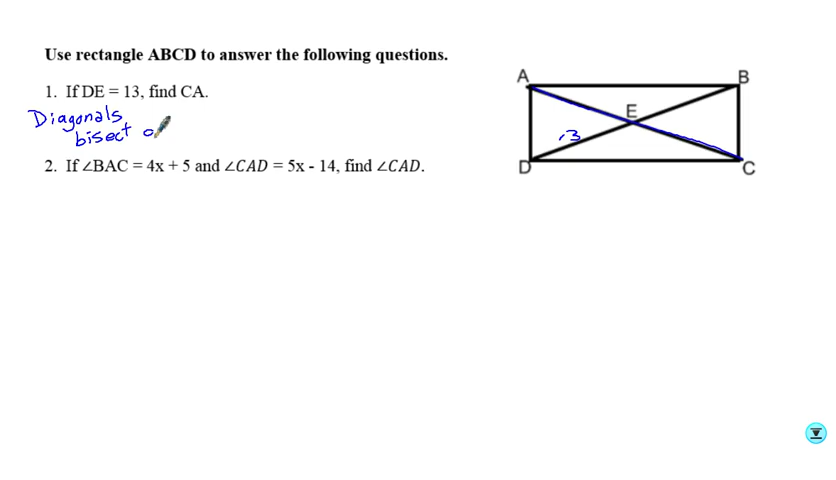 Use rectangle ABCD to answer the following questions.
1. If DE = 13, find CA.
Diagonals
bisect
2. If ∠BAC = 4x + 5 and ∠CAD = 5x - 14, find ∠CAD.
A B
E
13
D C